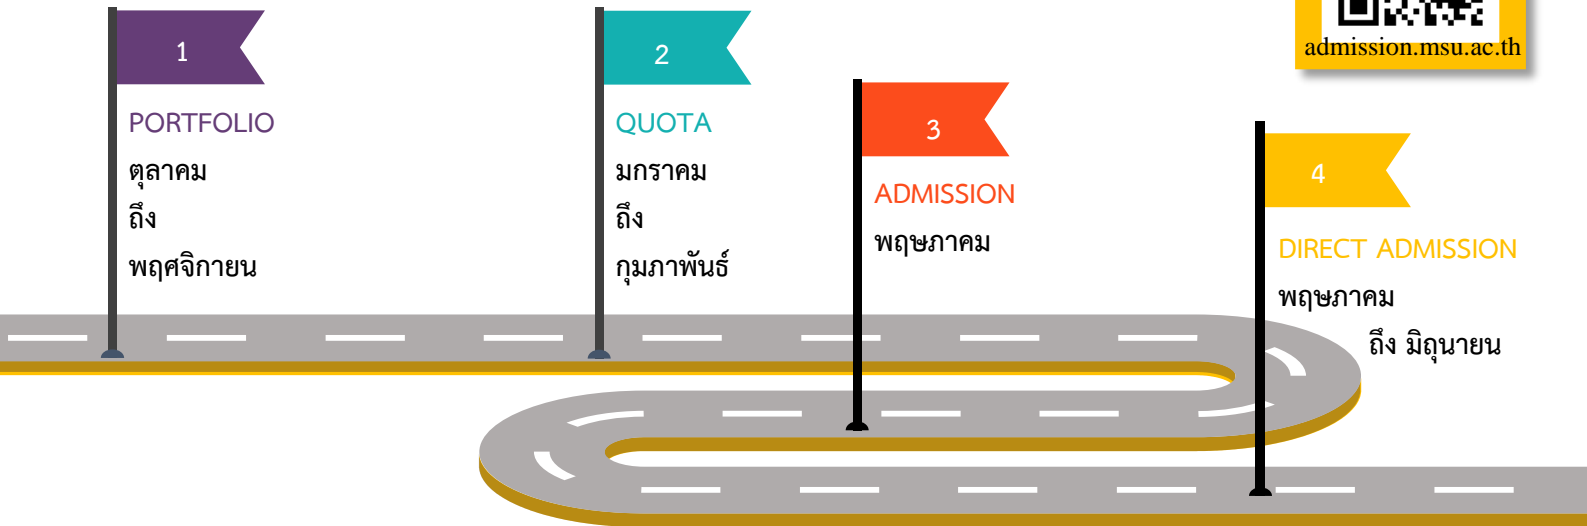 admission.msu.ac.th
1
PORTFOLIO
ตุลาคม
ถึง
พฤศจิกายน
2
QUOTA
มกราคม
ถึง
กุมภาพันธ์
3
ADMISSION
พฤษภาคม
4
DIRECT ADMISSION
พฤษภาคม
ถึง มิถุนายน